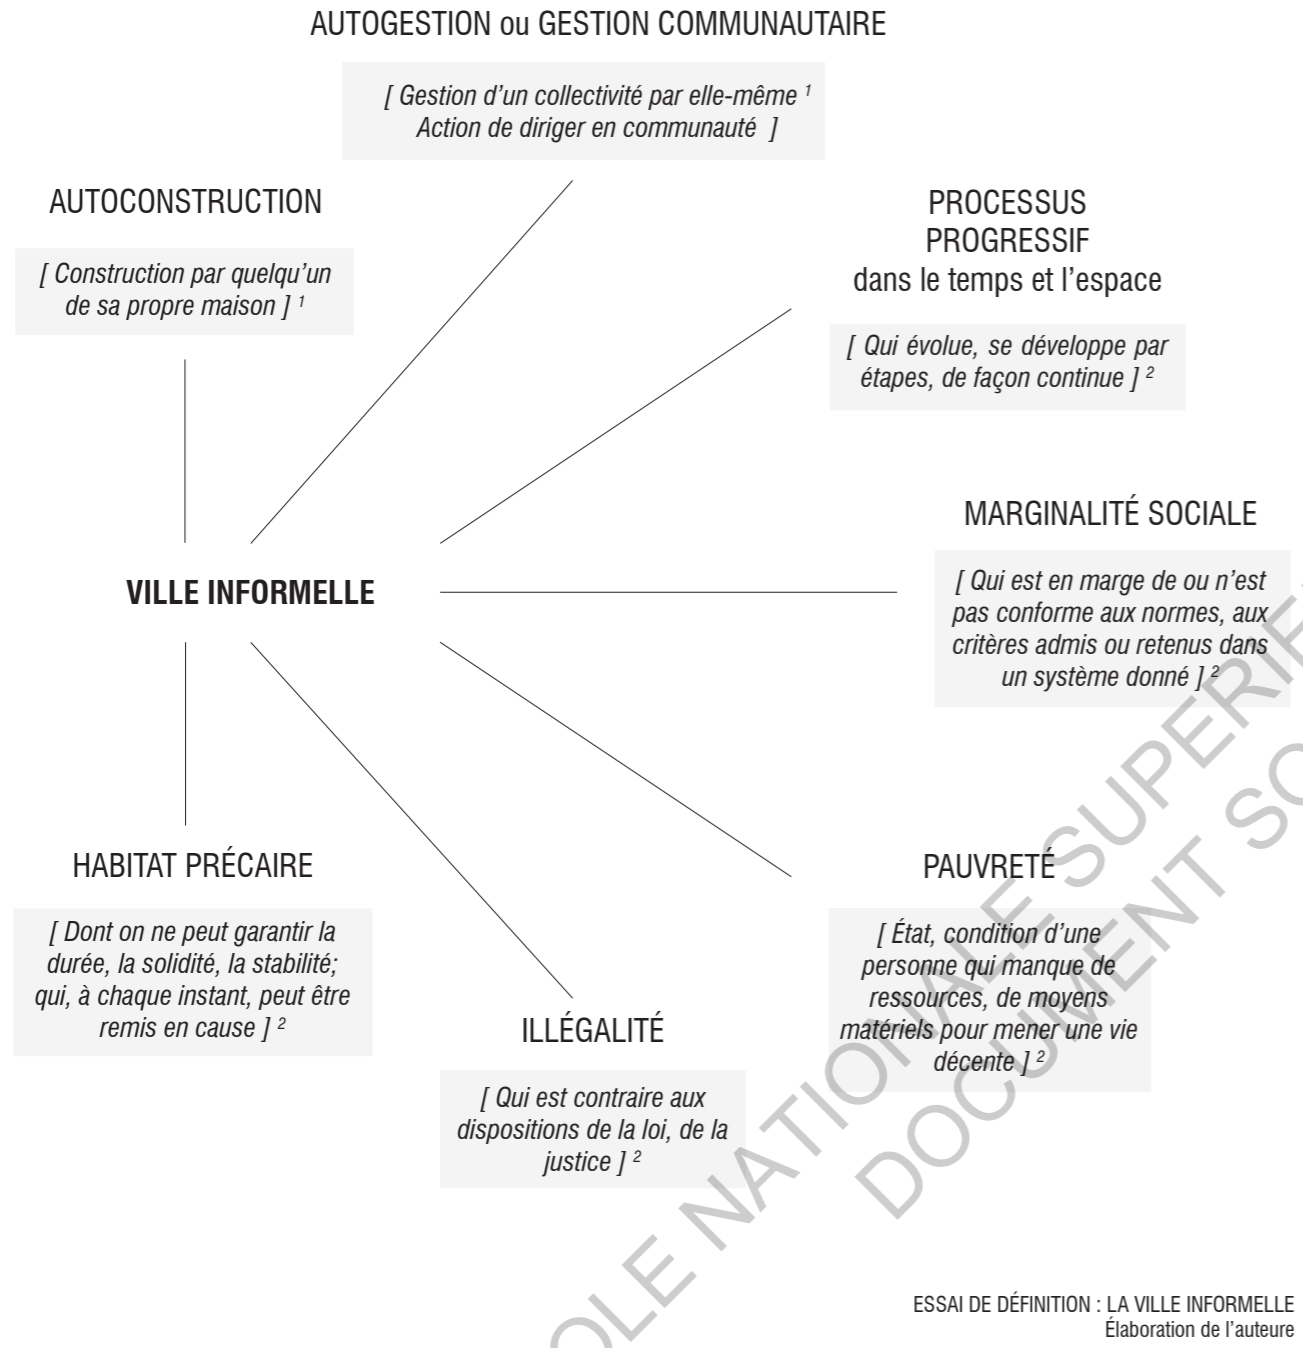 AUTOGESTION ou GESTION COMMUNAUTAIRE
[ Gestion d’un collectivité par elle-même 1
Action de diriger en communauté ]
AUTOCONSTRUCTION
[ Construction par quelqu’un
de sa propre maison ] 1
PROCESSUS
PROGRESSIF
dans le temps et l’espace
[ Qui évolue, se développe par
étapes, de façon continue ] 2
MARGINALITÉ SOCIALE
[ Qui est en marge de ou n’est
pas conforme aux normes, aux
critères admis ou retenus dans
un système donné ] 2
VILLE INFORMELLE
HABITAT PRÉCAIRE
[ Dont on ne peut garantir la
durée, la solidité, la stabilité;
qui, à chaque instant, peut être
remis en cause ] 2
ILLÉGALITÉ
[ Qui est contraire aux
dispositions de la loi, de la
justice ] 2
PAUVRETÉ
[ État, condition d’une
personne qui manque de
ressources, de moyens
matériels pour mener une vie
décente ] 2
OLE NATIONALE SUPERIE
DOCUMENT SO
ESSAI DE DÉFINITION : LA VILLE INFORMELLE
Élaboration de l’auteure